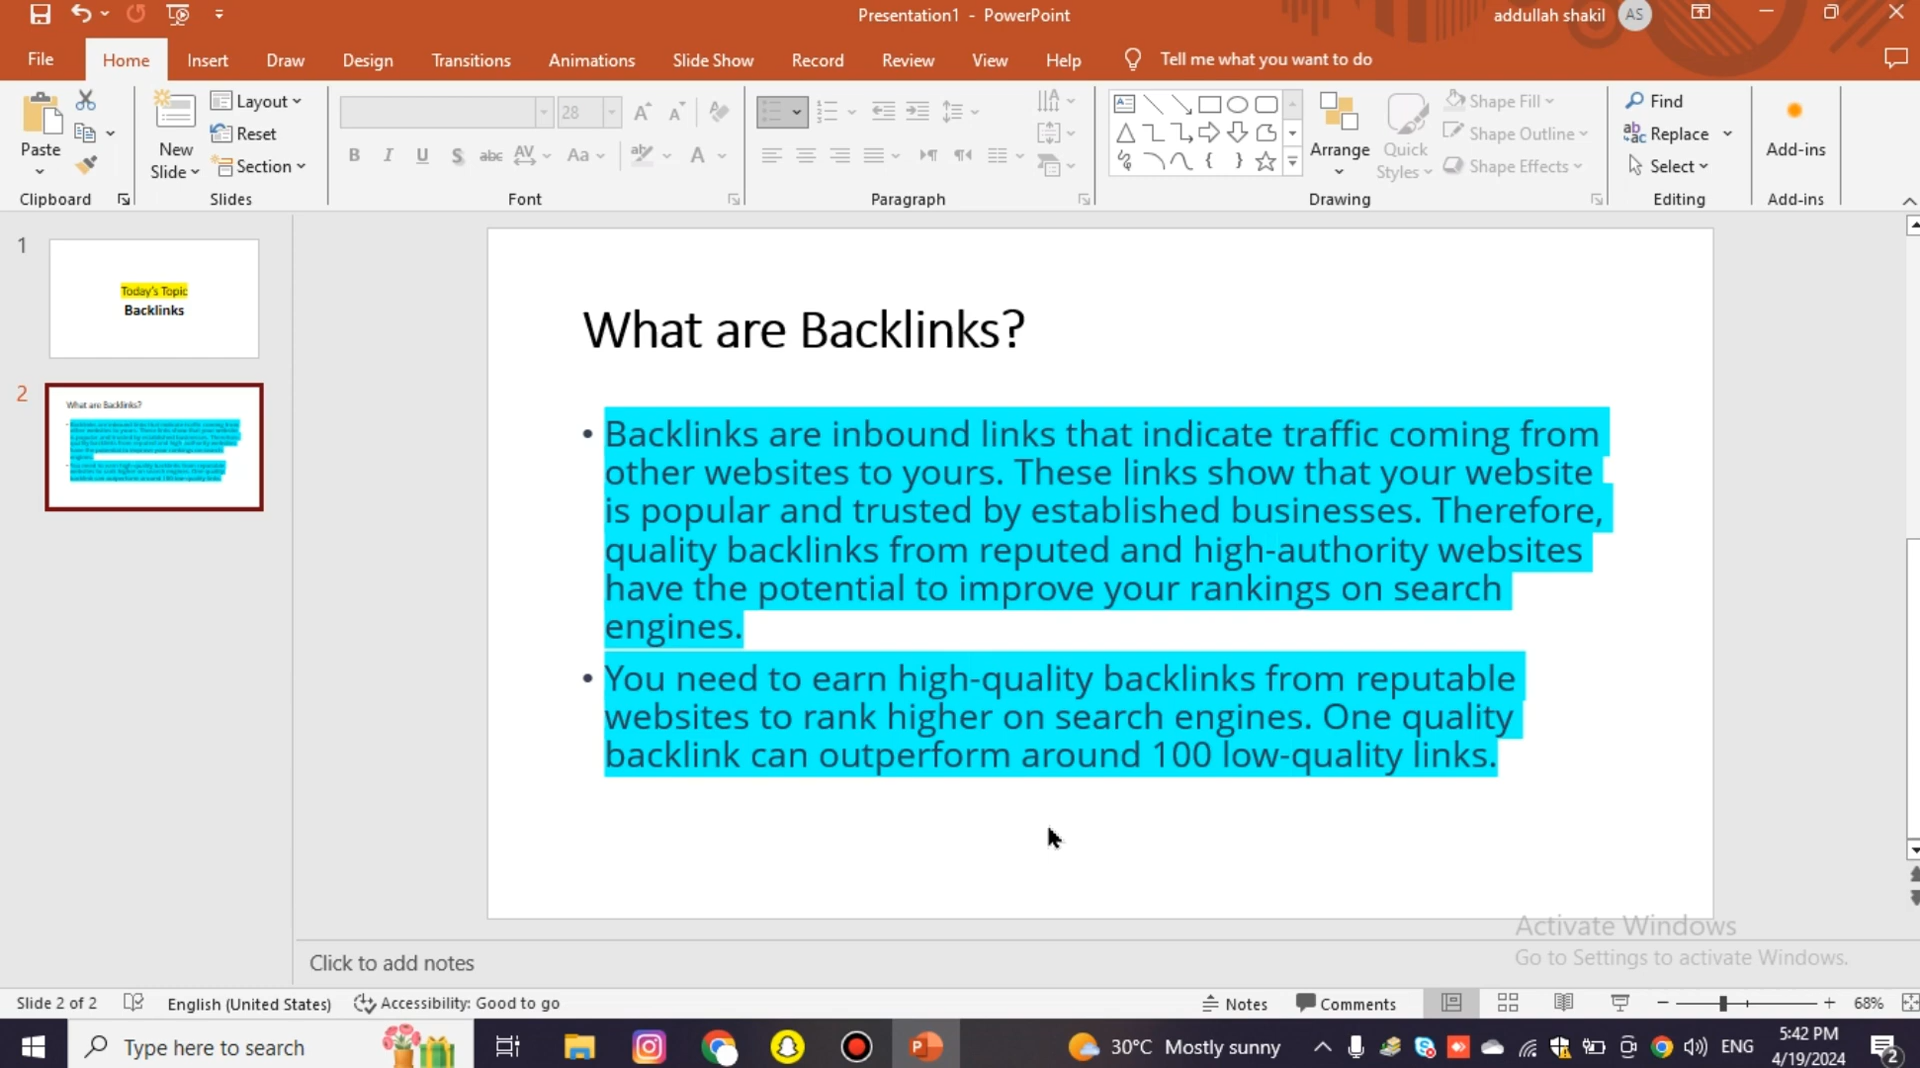 Presentation1 - PowerPoint
addullah shakil AS
File Home Insert Draw Design Transitions Animations Slide Show Record Review View Help Tell me what you want to do
Paste
Clipboard
New
Slide
Layout
Reset
Section
Slides
28
B I U S abc AV Aa A
Font
Paragraph
Arrange
Quick
Styles
Shape Fill
Shape Outline
Shape Effects
Drawing
Find
Replace
Select
Editing
Add-ins
Add-ins
1
Today's Topic
Backlinks
2
What are Backlinks?
What are Backlinks?
• Backlinks are inbound links that indicate traffic coming from
other websites to yours. These links show that your website
is popular and trusted by established businesses. Therefore,
quality backlinks from reputed and high-authority websites
have the potential to improve your rankings on search
engines.
• You need to earn high-quality backlinks from reputable
websites to rank higher on search engines. One quality
backlink can outperform around 100 low-quality links.
Activate Windows
Go to Settings to activate Windows.
Click to add notes
Slide 2 of 2 English (United States) Accessibility: Good to go Notes Comments 68%
Type here to search
30°C Mostly sunny
ENG
5:42 PM
4/19/2024
2